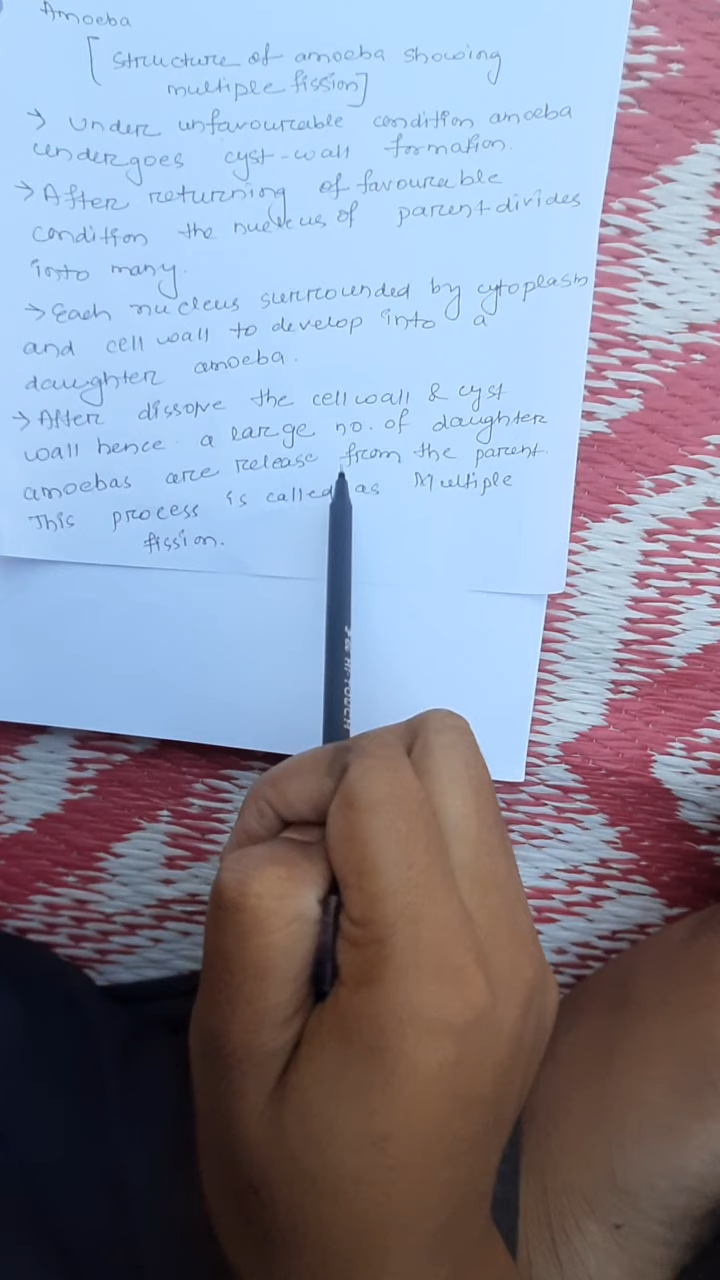 Amoeba
[structure of amoeba showing
multiple fission]
→ Under unfavourable condition amoeba
undergoes cyst-wall formation.
→ After returning of favourable
condition the nucleus of parent divides
into many.
→ Each nucleus surrounded by cytoplasm
and cell wall to develop into a
daughter amoeba.
→ After dissolve the cell wall & cyst
wall hence a large no. of daughter
amoebas are release from the parent.
This process is called as Multiple
fission.